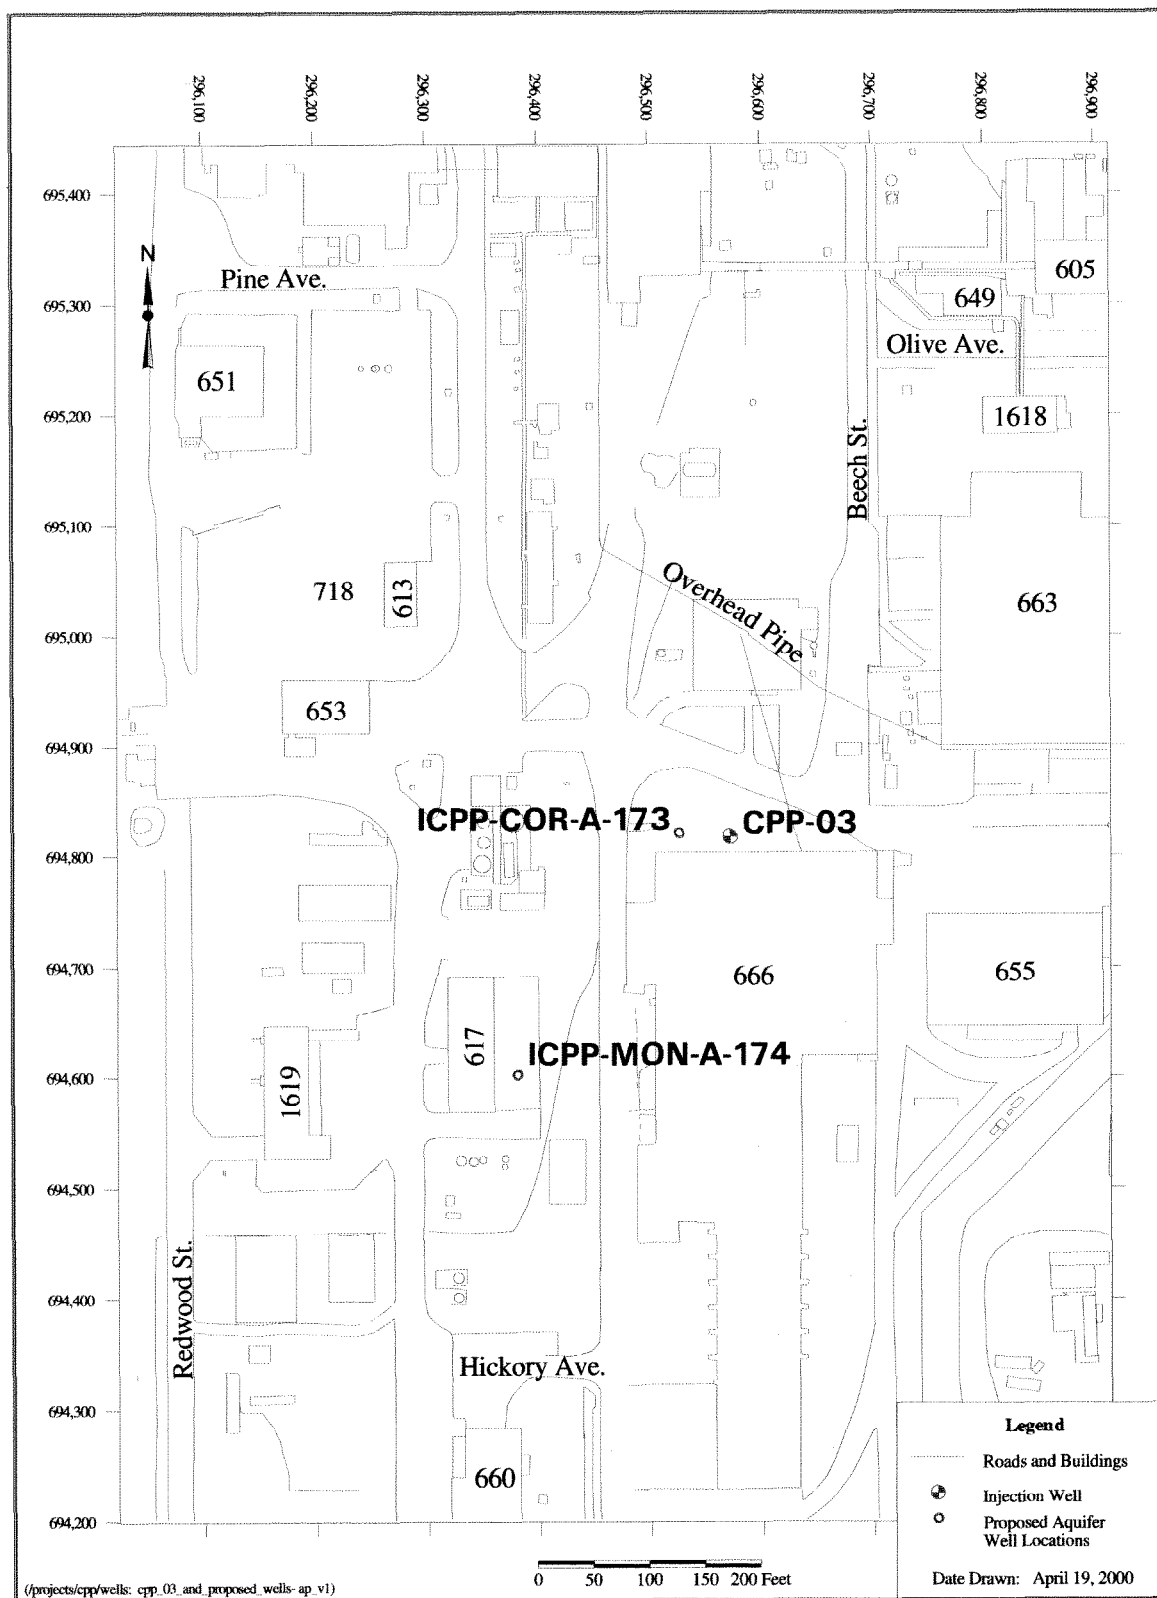 296,100
296,200
296,300
296,400
296,500
296,600
296,700
296,800
296,900
695,400
N
Pine Ave.
605
695,300
649
Olive Ave.
651
695,200
1618
Beech St.
695,100
Overhead Pipe
718
613
663
695,000
653
694,900
ICPP-COR-A-173
CPP-03
694,800
694,700
666
655
617
ICPP-MON-A-174
694,600
1619
694,500
694,400
Redwood St.
Hickory Ave.
694,300
660
694,200
Legend
Roads and Buildings
Injection Well
Proposed Aquifer
Well Locations
Date Drawn: April 19, 2000
0 50 100 150 200 Feet
(/projects/cpp/wells: cpp_03_and_proposed_wells- ap_v1)